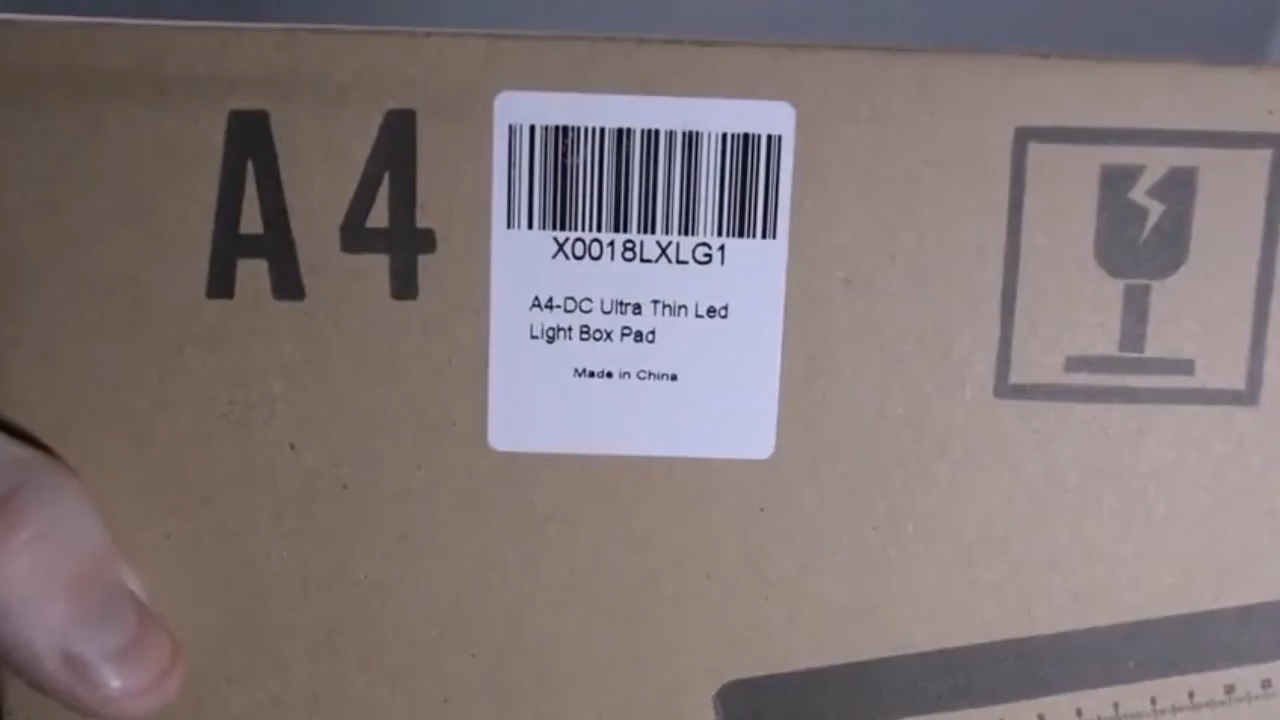 A4
X0018LXLG1
A4-DC Ultra Thin Led
Light Box Pad
Made in China